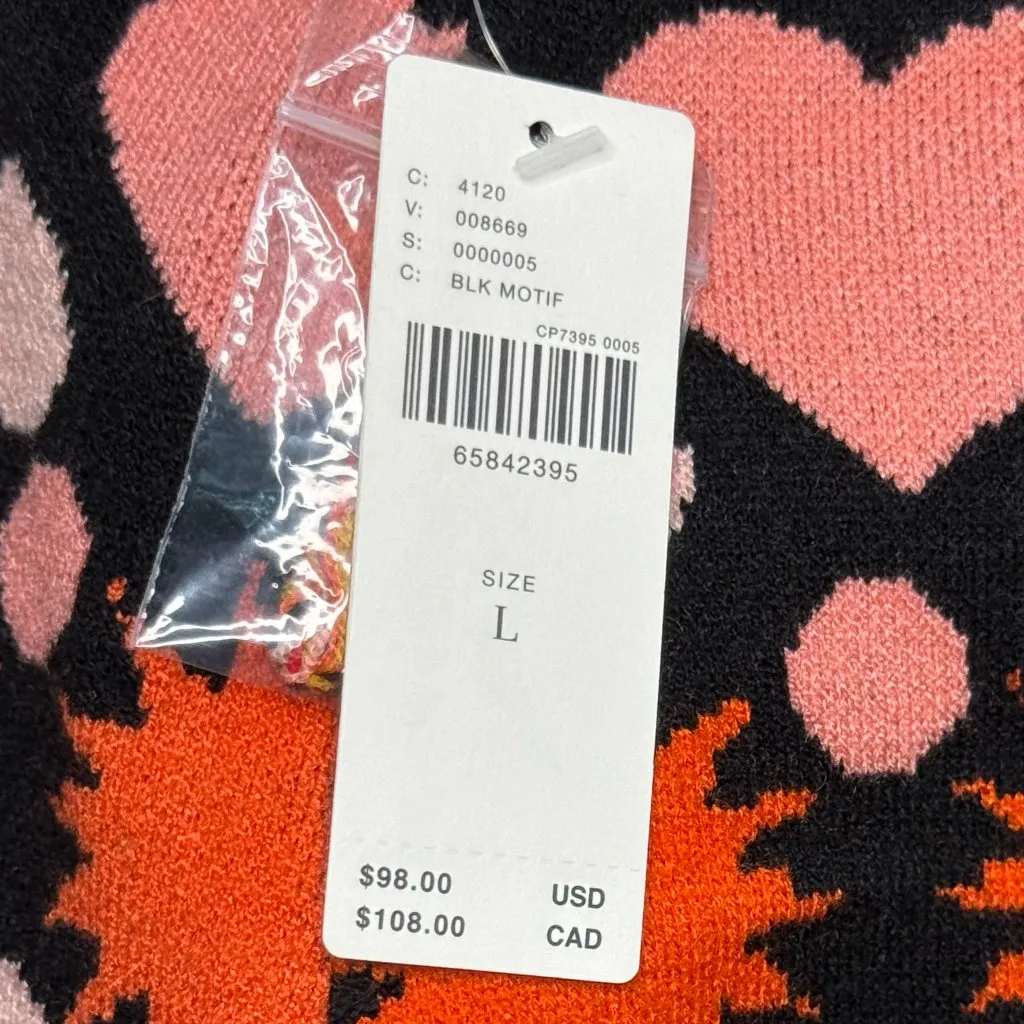 C: 4120
V: 008669
S: 0000005
C: BLK MOTIF
CP7395 0005
65842395
SIZE
L
$98.00 USD
$108.00 CAD